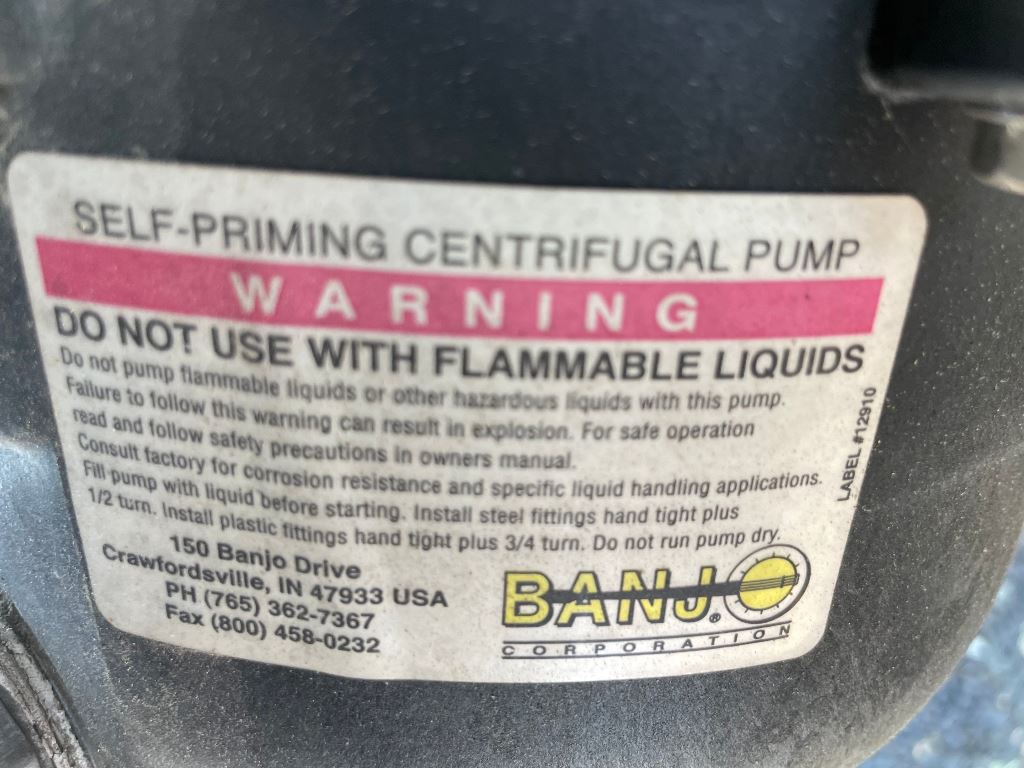 SELF-PRIMING CENTRIFUGAL PUMP
WARNING
DO NOT USE WITH FLAMMABLE LIQUIDS
Do not pump flammable liquids or other hazardous liquids with this pump.
Failure to follow this warning can result in explosion. For safe operation
read and follow safety precautions in owners manual.
Consult factory for corrosion resistance and specific liquid handling applications.
Fill pump with liquid before starting. Install steel fittings hand tight plus
1/2 turn. Install plastic fittings hand tight plus 3/4 turn. Do not run pump dry.
LABEL #12910
150 Banjo Drive
Crawfordsville, IN 47933 USA
PH (765) 362-7367
Fax (800) 458-0232
BANJO®
CORPORATION